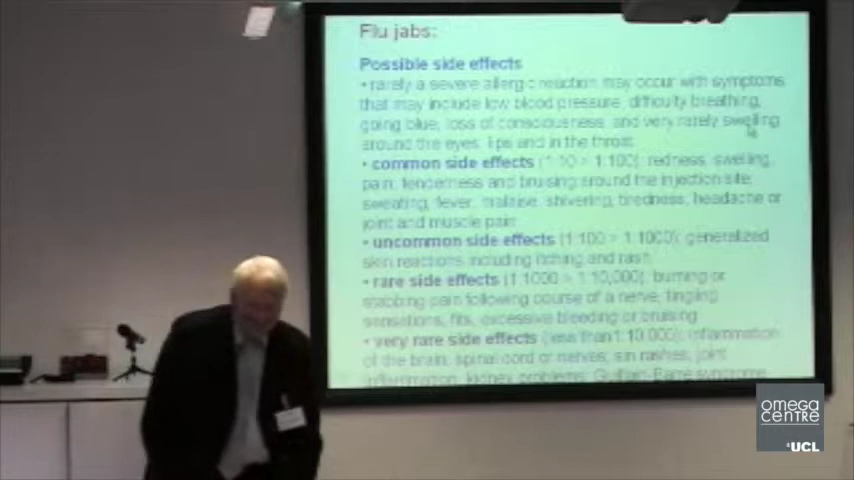 Flu jabs:
Possible side effects
• rarely a severe allergic reaction may occur with symptoms
that may include low blood pressure, difficulty breathing,
going blue, loss of consciousness, and very rarely swelling
around the eyes, lips and in the throat
• common side effects (1:10 > 1:100): redness, swelling,
pain, tenderness and bruising around the injection site;
sweating, fever, malaise, shivering, tiredness, headache or
joint and muscle pain
• uncommon side effects (1:100 > 1:1000): generalized
skin reactions including itching and rash
• rare side effects (1:1000 > 1:10,000): burning or
stabbing pain following course of a nerve, tingling
sensations, fits, excessive bleeding or bruising
• very rare side effects (less than 1:10,000): inflammation
of the brain, spinal cord or nerves, skin rashes, joint
inflammation, kidney problems, Guillain-Barré syndrome
omega
centre
UCL